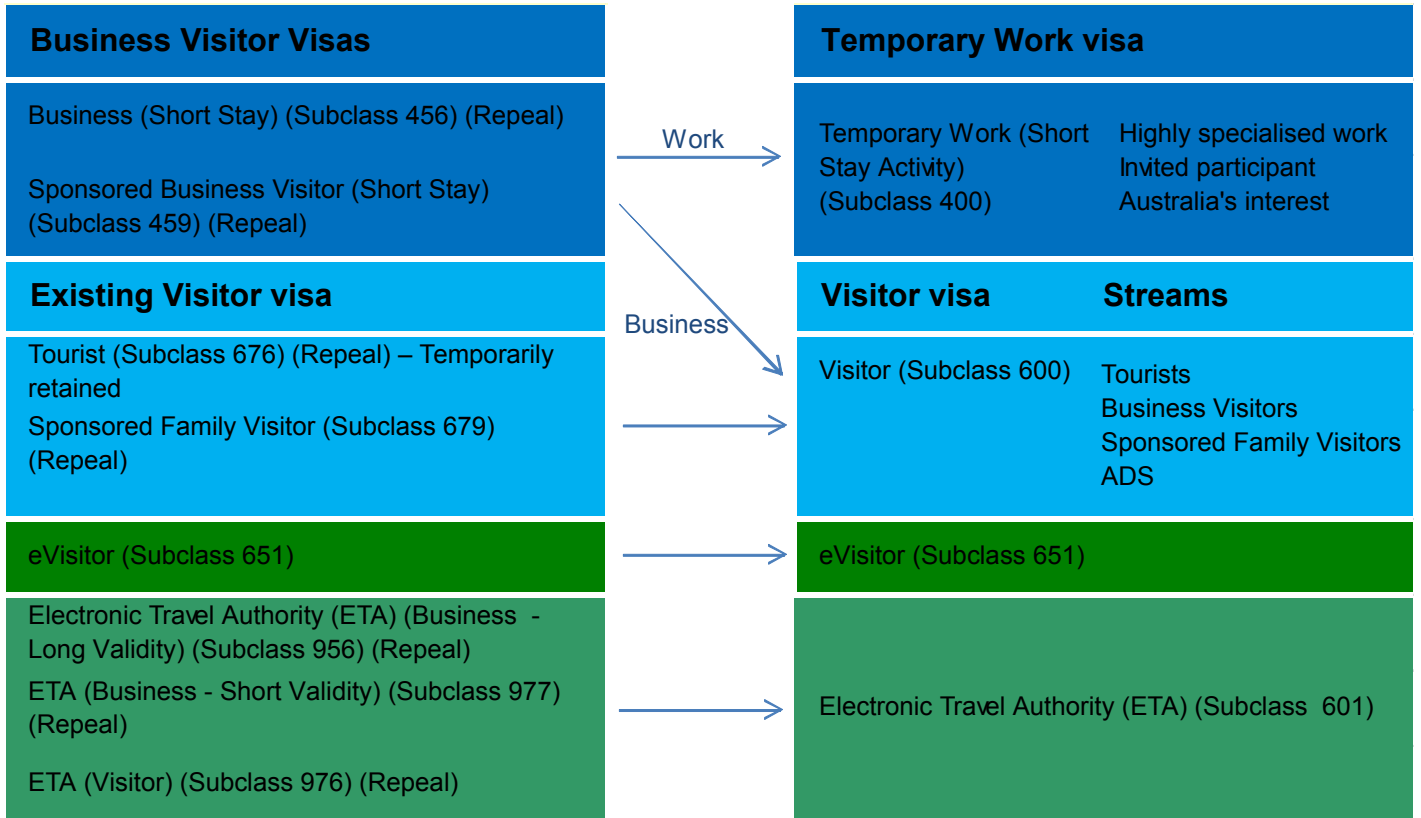 Business Visitor Visas
Temporary Work visa
Business (Short Stay) (Subclass 456) (Repeal)
Sponsored Business Visitor (Short Stay)
(Subclass 459) (Repeal)
Work
Temporary Work (Short
Stay Activity)
(Subclass 400)
Highly specialised work
Invited participant
Australia's interest
Existing Visitor visa
Business
Visitor visa
Streams
Tourist (Subclass 676) (Repeal) – Temporarily
retained
Sponsored Family Visitor (Subclass 679)
(Repeal)
Visitor (Subclass 600)
Tourists
Business Visitors
Sponsored Family Visitors
ADS
eVisitor (Subclass 651)
eVisitor (Subclass 651)
Electronic Travel Authority (ETA) (Business -
Long Validity) (Subclass 956) (Repeal)
ETA (Business - Short Validity) (Subclass 977)
(Repeal)
ETA (Visitor) (Subclass 976) (Repeal)
Electronic Travel Authority (ETA) (Subclass 601)